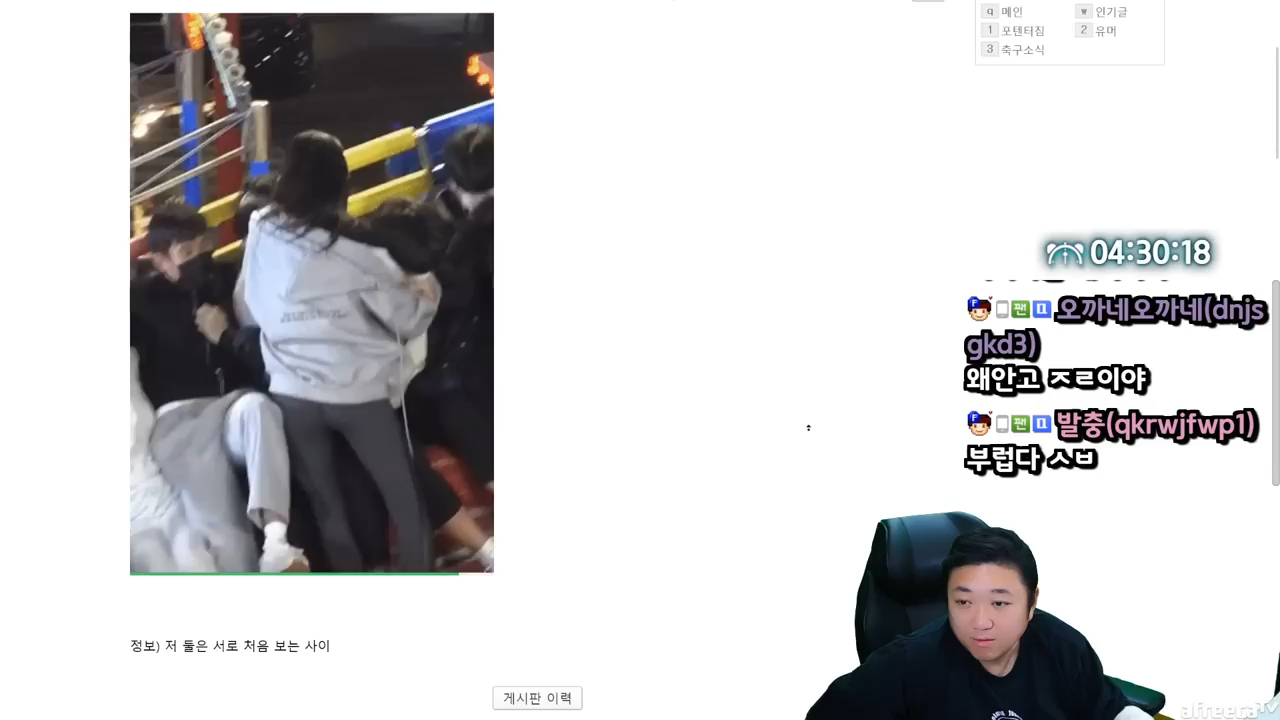 q 메인
w 인기글
1 포텐터짐
2 유머
3 축구소식
04:30:18
팬 오까네오까네(dnjs
gkd3)
왜안고 ㅈㄹ이야
팬 발충(qkrwjfwp1)
부럽다 ㅅㅂ
정보) 저 둘은 서로 처음 보는 사이
게시판 이력
afreecaTV